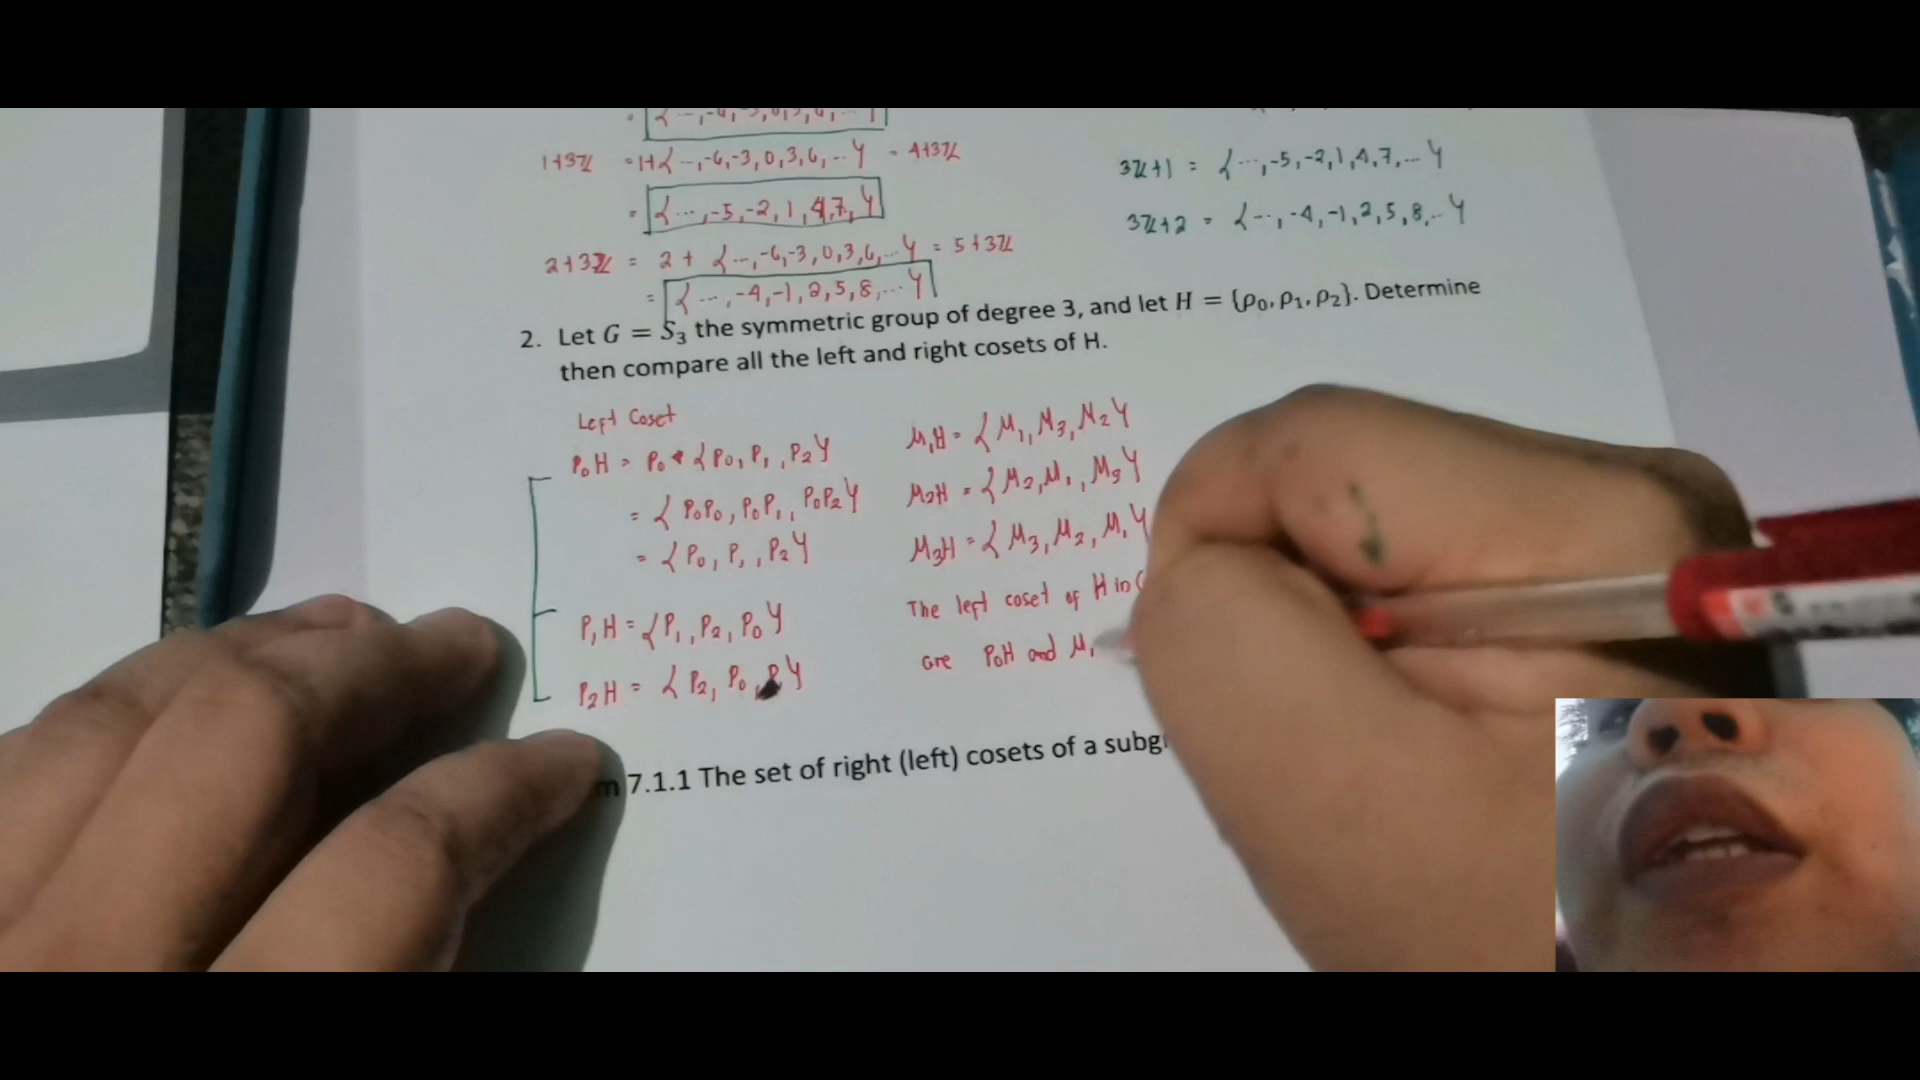 = {..., -6, -3, 0, 3, 6, ...}
1+3ℤ = 1+{..., -6, -3, 0, 3, 6, ...} = 4+3ℤ
= {..., -5, -2, 1, 4, 7, }
2+3ℤ = 2 + {..., -6, -3, 0, 3, 6, ...} = 5+3ℤ
= {..., -4, -1, 2, 5, 8, ...}
3ℤ+1 = {..., -5, -2, 1, 4, 7, ...}
3ℤ+2 = {..., -4, -1, 2, 5, 8, ...}
2. Let G = S₃ the symmetric group of degree 3, and let H = {ρ₀, ρ₁, ρ₂}. Determine
then compare all the left and right cosets of H.
Left Coset
ρ₀H = ρ₀ • {ρ₀, ρ₁, ρ₂}
= {ρ₀ρ₀, ρ₀ρ₁, ρ₀ρ₂}
= {ρ₀, ρ₁, ρ₂}
ρ₁H = {ρ₁, ρ₂, ρ₀}
ρ₂H = {ρ₂, ρ₀, ρ₁}
μ₁H = {μ₁, μ₃, μ₂}
μ₂H = {μ₂, μ₁, μ₃}
μ₃H = {μ₃, μ₂, μ₁}
The left coset of H in G
are ρ₀H and μ₁
7.1.1 The set of right (left) cosets of a